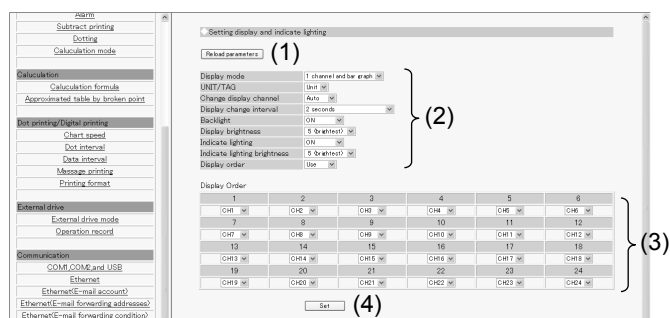 Alarm
Subtract printing
Dotting
Caluculation mode
Caluculation
Caluculation formula
Approximated table by broken point
Dot printing/Digital printing
Chart speed
Dot interval
Data interval
Massage printing
Printing format
External drive
External drive mode
Operation record
Communication
COM1,COM2,and USB
Ethernet
Ethernet(E-mail account)
Ethernet(E-mail forwarding addresses)
Ethernet(E-mail forwarding condition)
Setting display and indicate lighting
Reload parameters (1)
Display mode 1 channel and bar graph
UNIT/TAG Unit
Change display channel Auto
Display change interval 2 seconds
Backlight ON
Display brightness 5 (brightest)
Indicate lighting ON
Indicate lighting brightness 5 (brightest)
Display order Use
(2)
Display Order
1 2 3 4 5 6
CH1 CH2 CH3 CH4 CH5 CH6
7 8 9 10 11 12
CH7 CH8 CH9 CH10 CH11 CH12
13 14 15 16 17 18
CH13 CH14 CH15 CH16 CH17 CH18
19 20 21 22 23 24
CH19 CH20 CH21 CH22 CH23 CH24
(3)
Set (4)